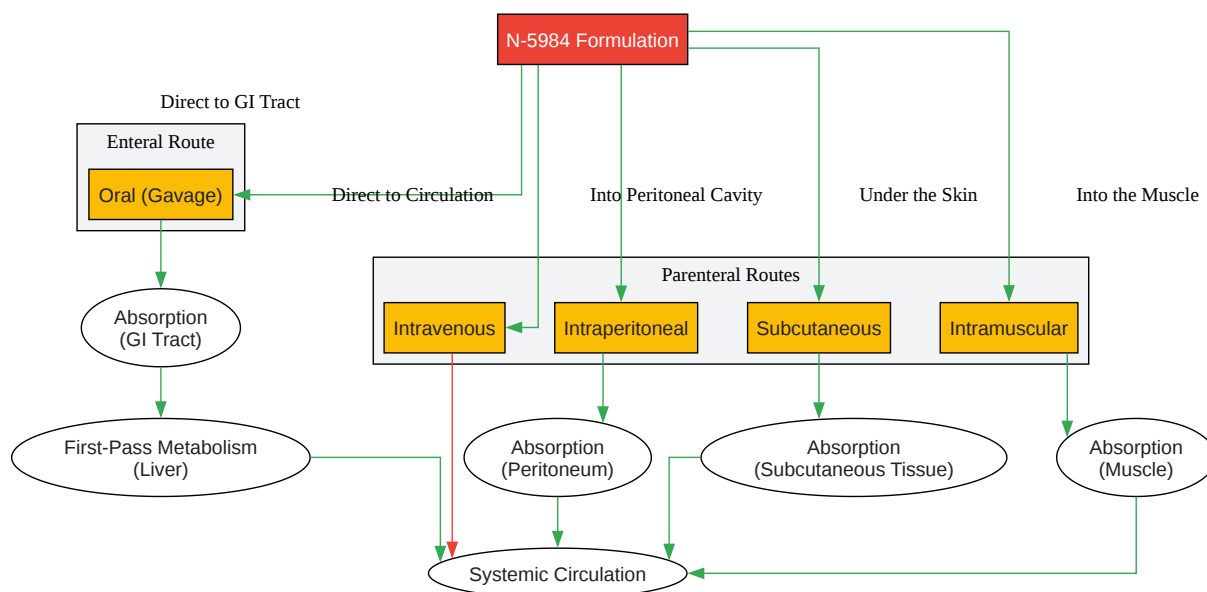 N-5984 Formulation
Direct to GI Tract
Enteral Route
Oral (Gavage)
Direct to Circulation
Into Peritoneal Cavity
Under the Skin
Into the Muscle
Parenteral Routes
Intravenous
Intraperitoneal
Subcutaneous
Intramuscular
Absorption
(GI Tract)
First-Pass Metabolism
(Liver)
Absorption
(Peritoneum)
Absorption
(Subcutaneous Tissue)
Absorption
(Muscle)
Systemic Circulation